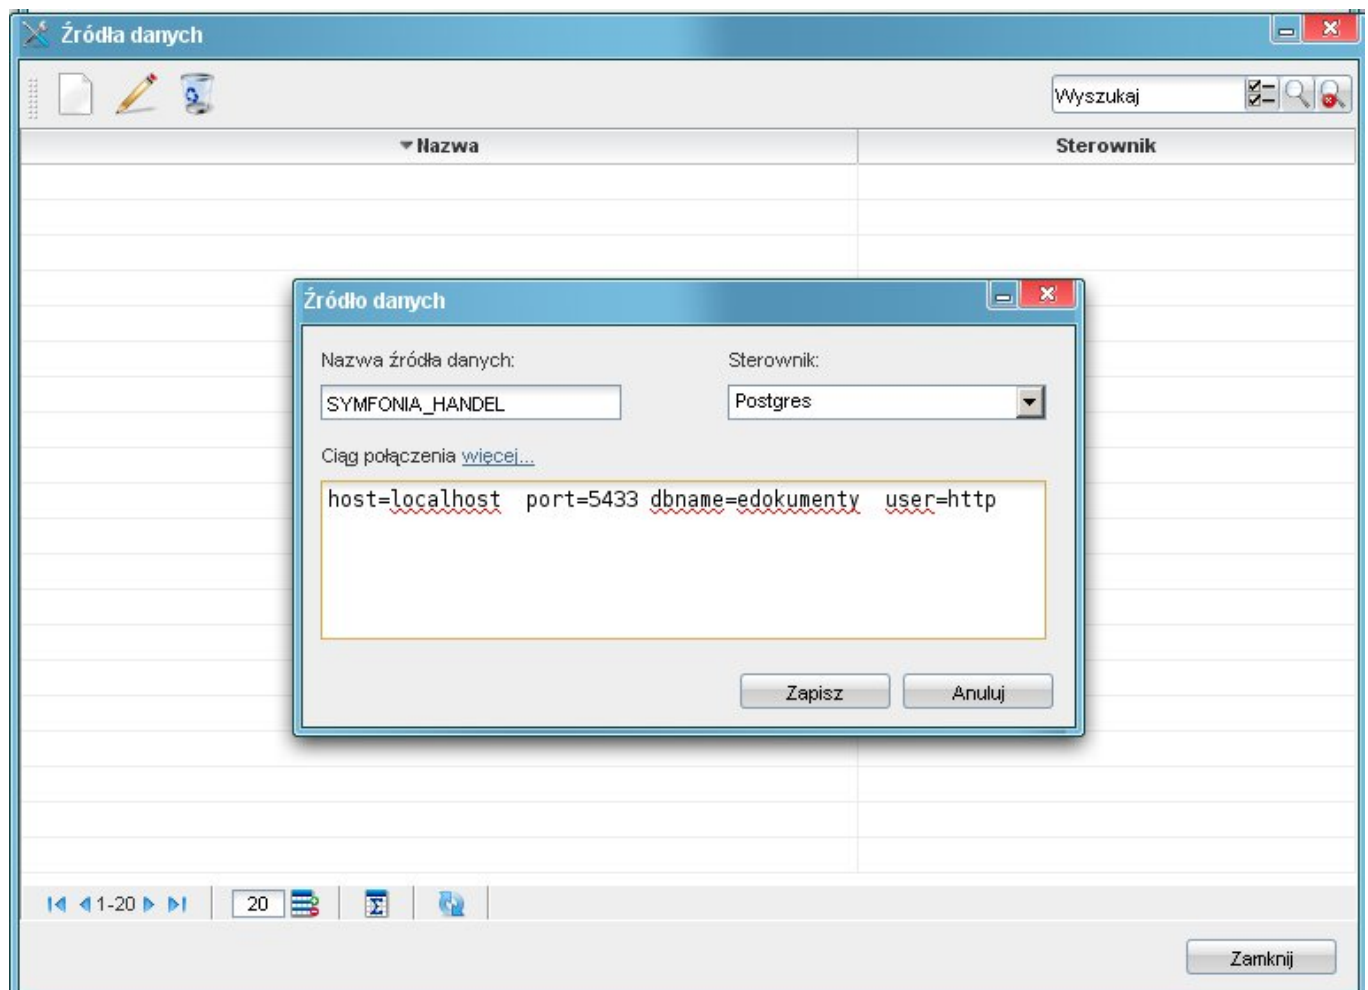 Źródła danych
Wyszukaj
Nazwa Sterownik
Źródło danych
Nazwa źródła danych: Sterownik:
SYMFONIA_HANDEL Postgres
Ciąg połączenia więcej...
host=localhost  port=5433 dbname=edokumenty  user=http
Zapisz Anuluj
1-20 20
Zamknij